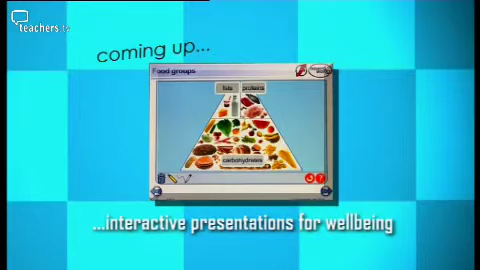 teachers.tv
coming up...
Food groups
fats proteins
carbohydrates
...interactive presentations for wellbeing